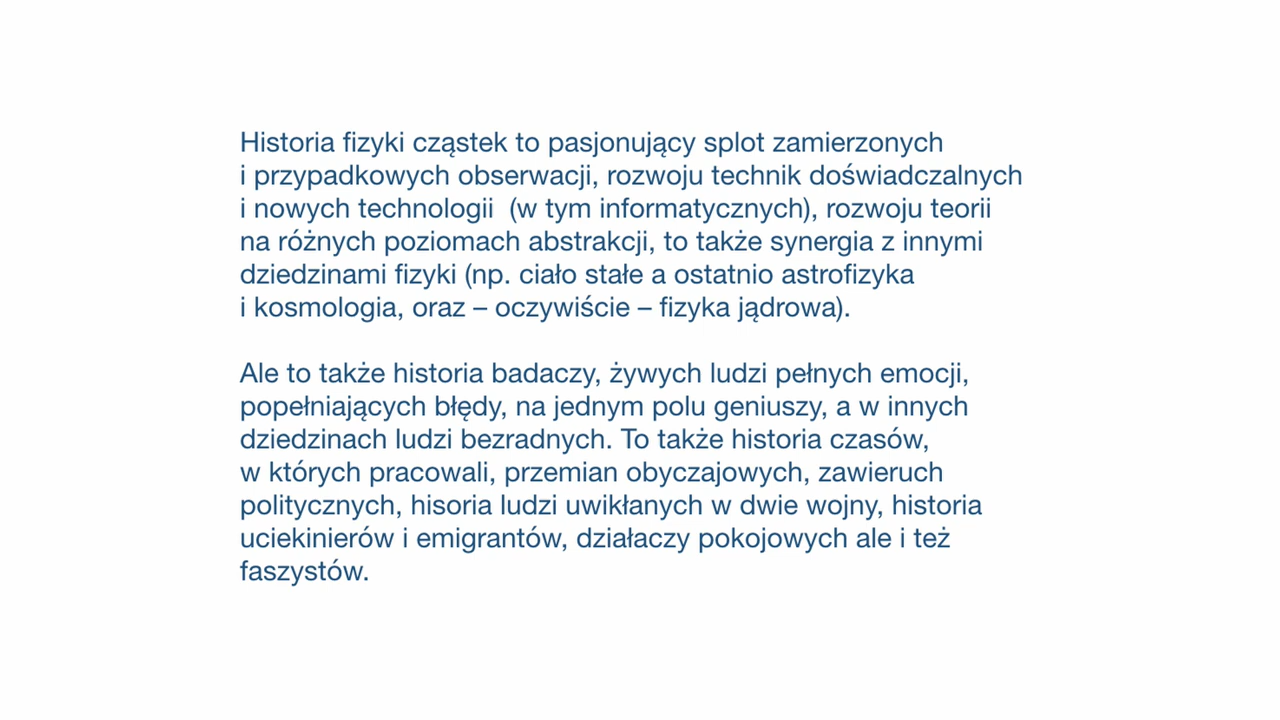 Historia fizyki cząstek to pasjonujący splot zamierzonych
i przypadkowych obserwacji, rozwoju technik doświadczalnych
i nowych technologii  (w tym informatycznych), rozwoju teorii
na różnych poziomach abstrakcji, to także synergia z innymi
dziedzinami fizyki (np. ciało stałe a ostatnio astrofizyka
i kosmologia, oraz – oczywiście – fizyka jądrowa).

Ale to także historia badaczy, żywych ludzi pełnych emocji,
popełniających błędy, na jednym polu geniuszy, a w innych
dziedzinach ludzi bezradnych. To także historia czasów,
w których pracowali, przemian obyczajowych, zawieruch
politycznych, hisoria ludzi uwikłanych w dwie wojny, historia
uciekinierów i emigrantów, działaczy pokojowych ale i też
faszystów.